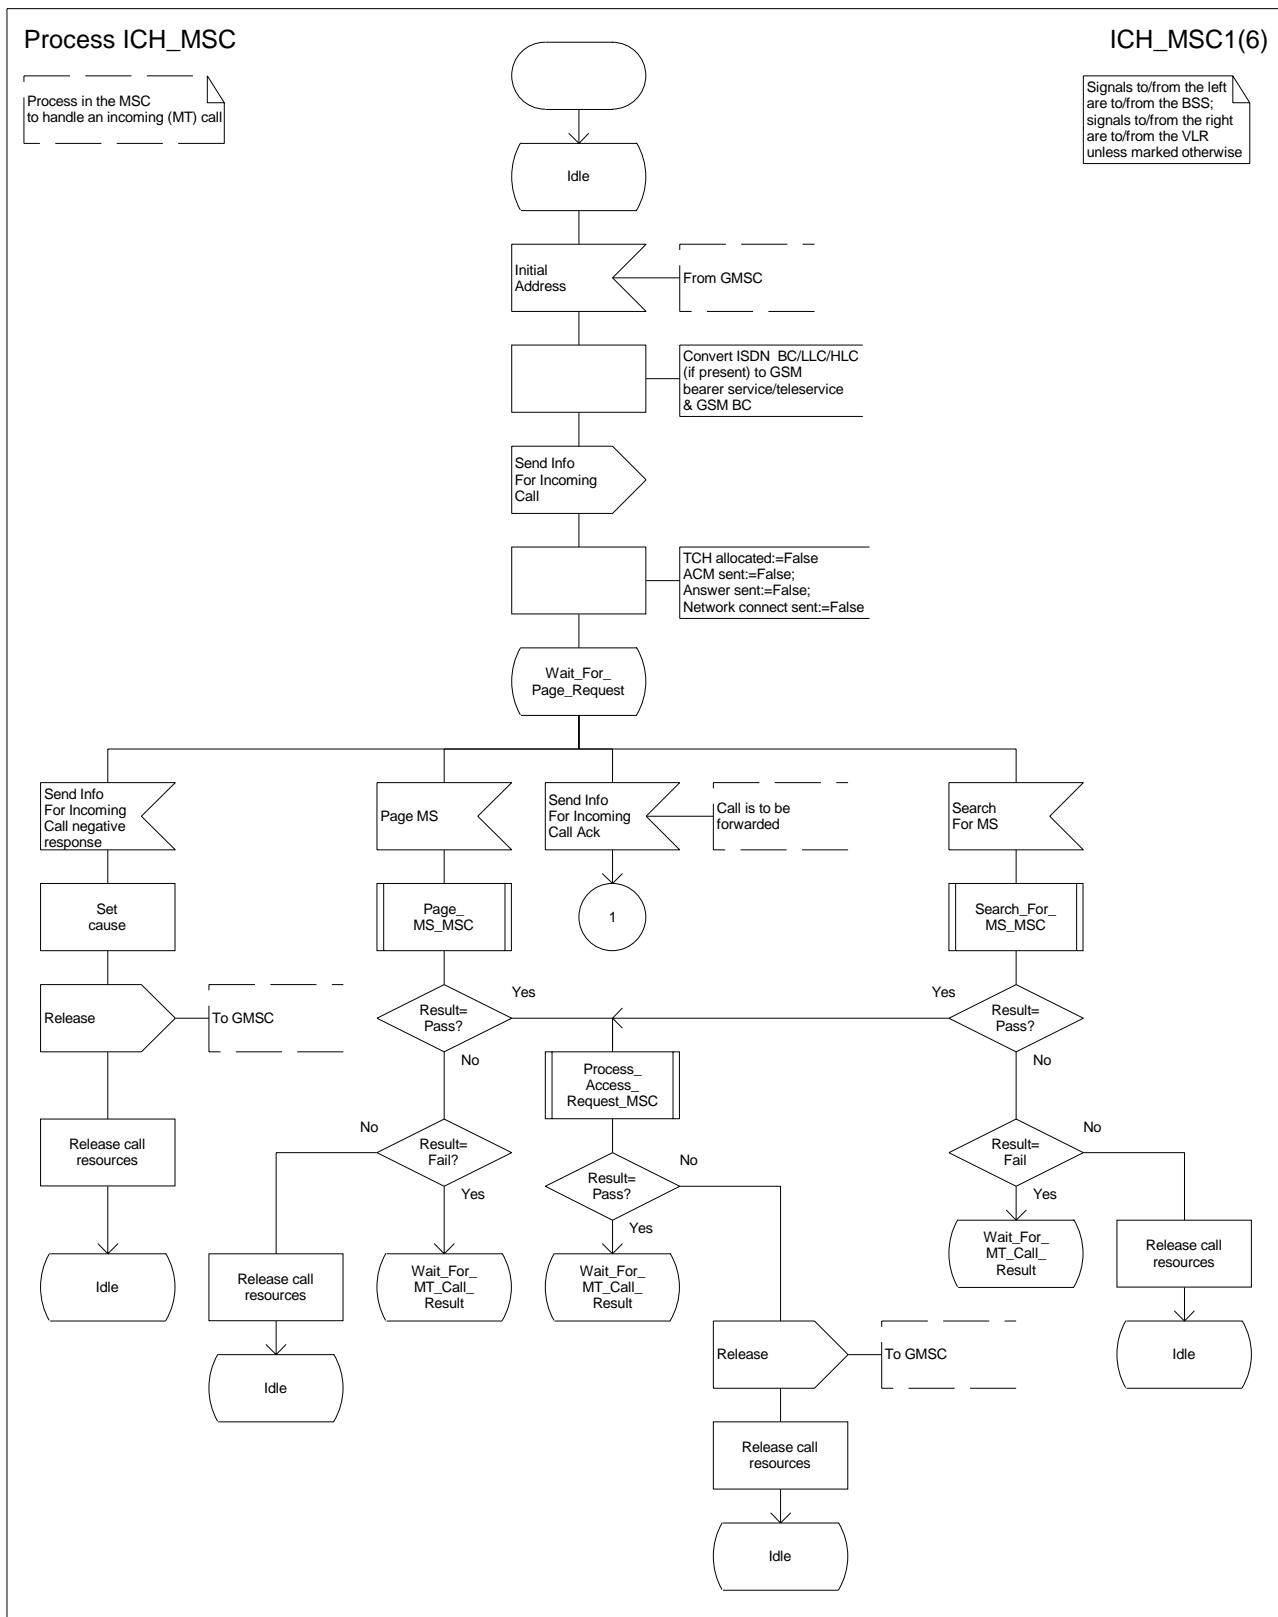 Process ICH_MSC
ICH_MSC1(6)
Process in the MSC
to handle an incoming (MT) call
Signals to/from the left
are to/from the BSS;
signals to/from the right
are to/from the VLR
unless marked otherwise
Idle
Initial
Address
From GMSC
Convert ISDN BC/LLC/HLC
(if present) to GSM
bearer service/teleservice
& GSM BC
Send Info
For Incoming
Call
TCH allocated:=False
ACM sent:=False;
Answer sent:=False;
Network connect sent:=False
Wait_For_
Page_Request
Send Info
For Incoming
Call negative
response
Page MS
Send Info
For Incoming
Call Ack
Call is to be
forwarded
Search
For MS
Set
cause
Page_
MS_MSC
1
Search_For_
MS_MSC
Release
To GMSC
Result=
Pass?
Yes
No
Yes
Result=
Pass?
No
Process_
Access_
Request_MSC
Release call
resources
No
Result=
Fail?
Yes
Result=
Pass?
No
Yes
Result=
Fail
No
Yes
Idle
Release call
resources
Wait_For_
MT_Call_
Result
Wait_For_
MT_Call_
Result
Wait_For_
MT_Call_
Result
Release call
resources
Idle
Release
To GMSC
Idle
Release call
resources
Idle